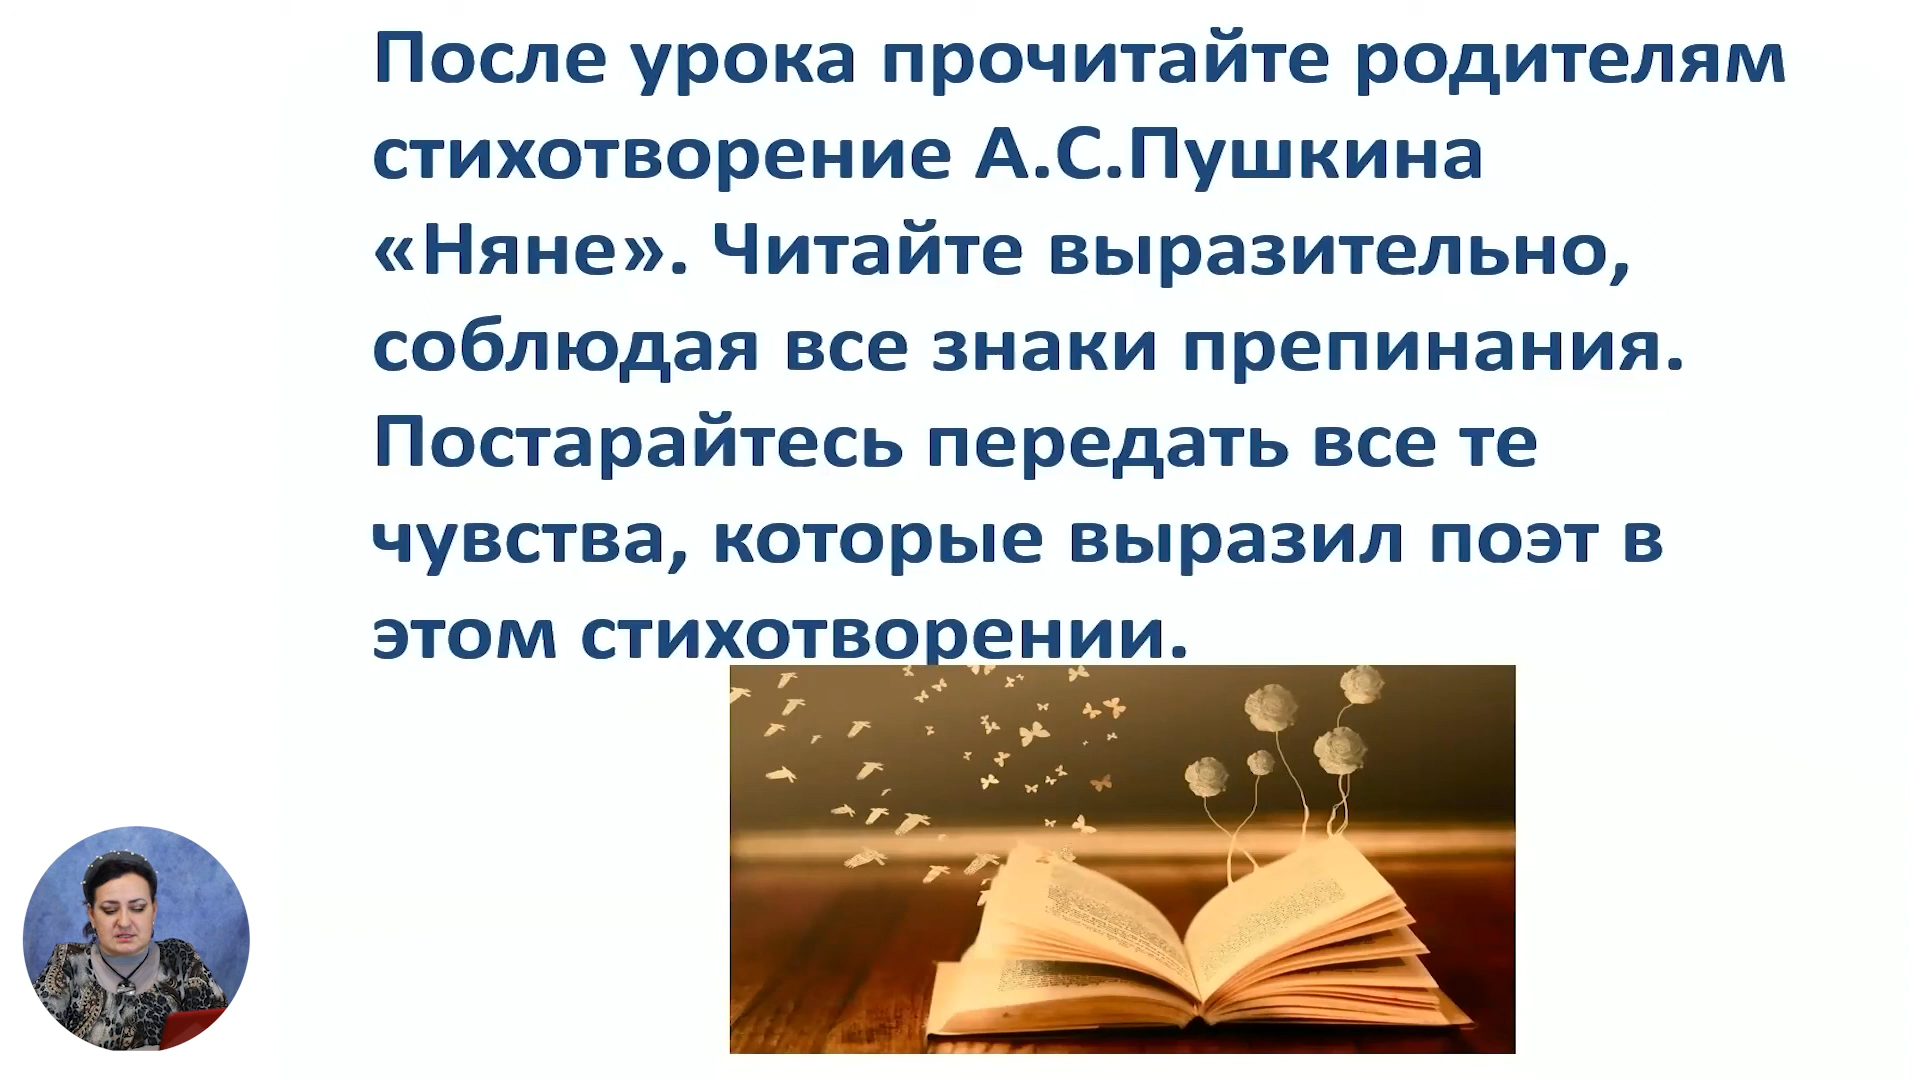 После урока прочитайте родителям
стихотворение А.С.Пушкина
«Няне». Читайте выразительно,
соблюдая все знаки препинания.
Постарайтесь передать все те
чувства, которые выразил поэт в
этом стихотворении.